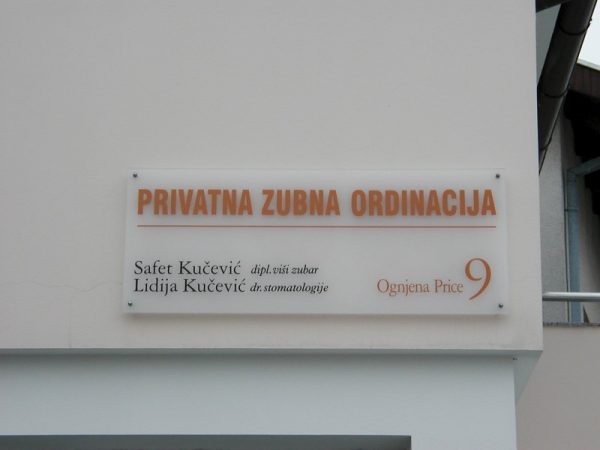 PRIVATNA ZUBNA ORDINACIJA
Safet Kučević dipl. viši zubar
Lidija Kučević dr. stomatologije
Ognjena Price 9